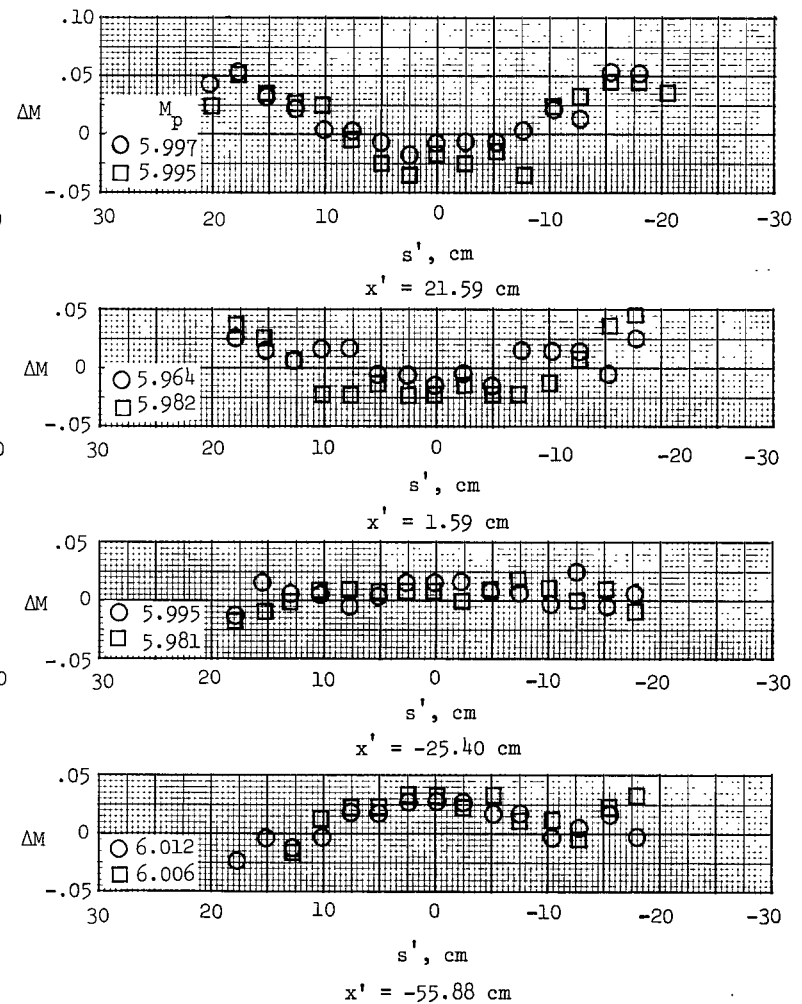 .10
.05
ΔM
M_p
0
○ 5.997
□ 5.995
-.05
30 20 10 0 -10 -20 -30
s', cm
x' = 21.59 cm
.05
ΔM 0
○ 5.964
□ 5.982
-.05
30 20 10 0 -10 -20 -30
s', cm
x' = 1.59 cm
.05
ΔM 0
○ 5.995
□ 5.981
-.05
30 20 10 0 -10 -20 -30
s', cm
x' = -25.40 cm
.05
ΔM 0
○ 6.012
□ 6.006
-.05
30 20 10 0 -10 -20 -30
s', cm
x' = -55.88 cm